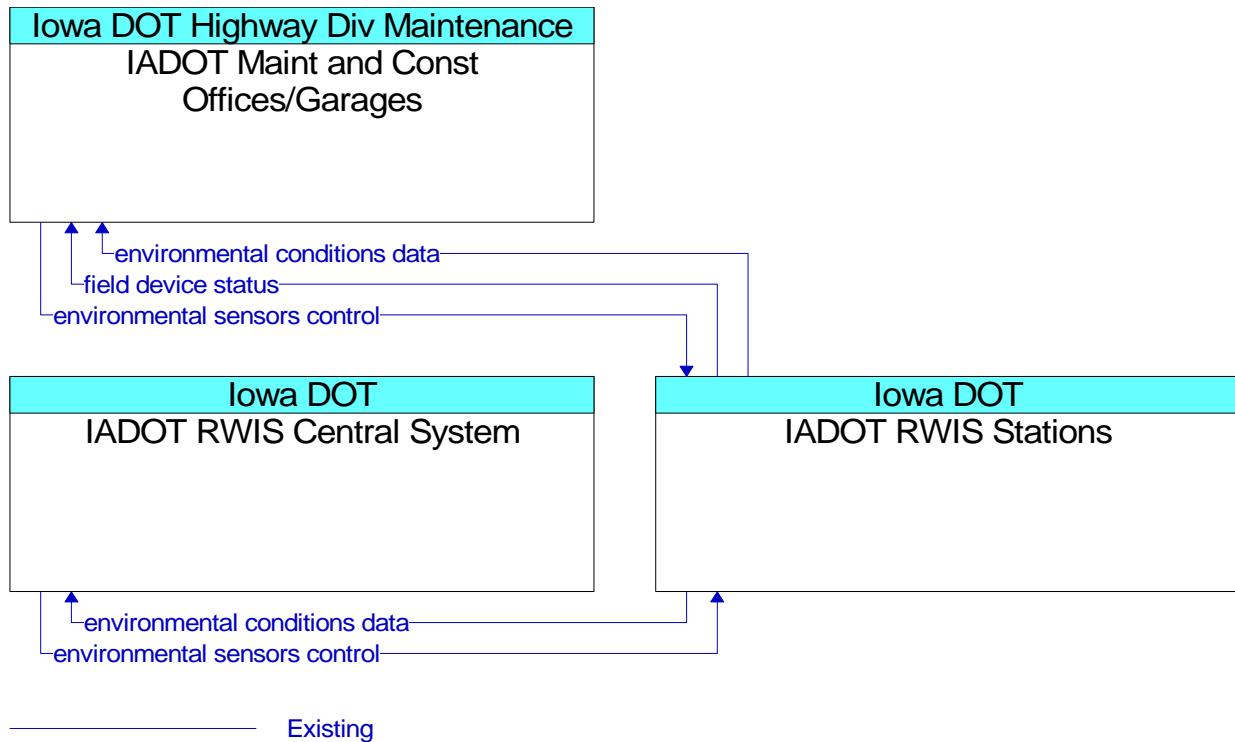 Iowa DOT Highway Div Maintenance
IADOT Maint and Const
Offices/Garages
environmental conditions data
field device status
environmental sensors control
Iowa DOT
IADOT RWIS Central System
Iowa DOT
IADOT RWIS Stations
environmental conditions data
environmental sensors control
Existing